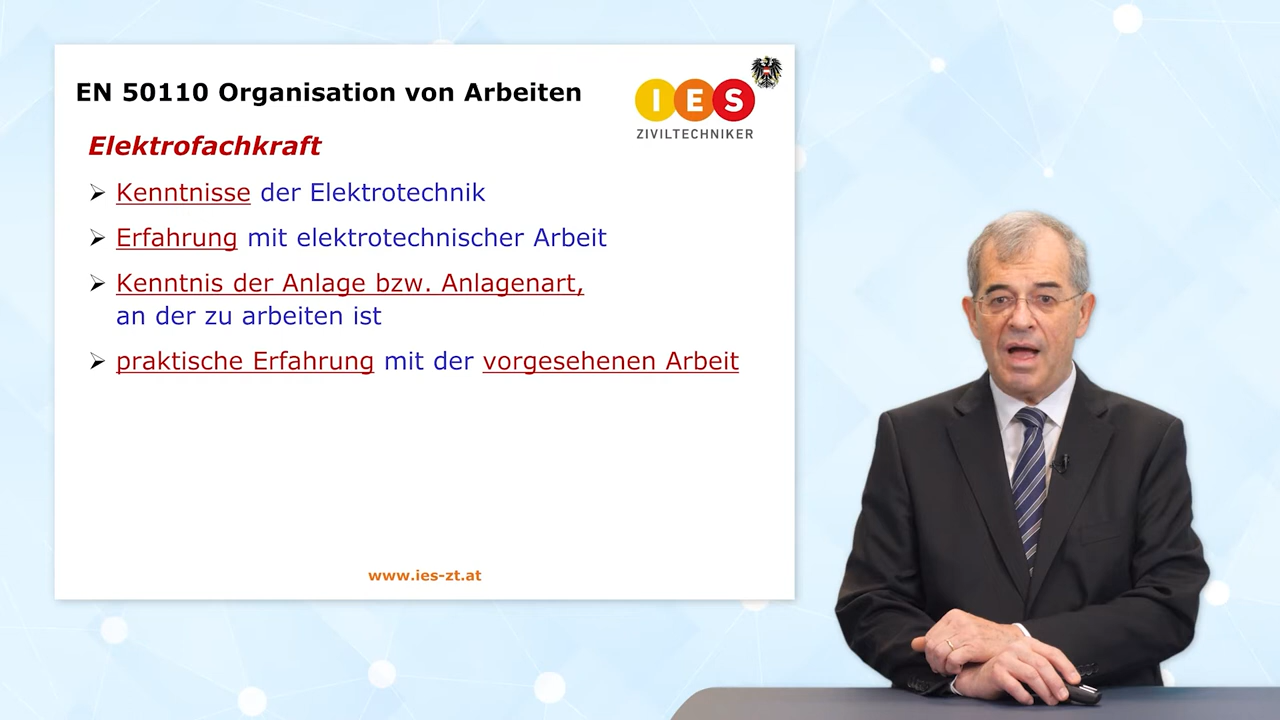 EN 50110 Organisation von Arbeiten
IES
ZIVILTECHNIKER
Elektrofachkraft
Kenntnisse der Elektrotechnik
Erfahrung mit elektrotechnischer Arbeit
Kenntnis der Anlage bzw. Anlagenart,
an der zu arbeiten ist
praktische Erfahrung mit der vorgesehenen Arbeit
www.ies-zt.at